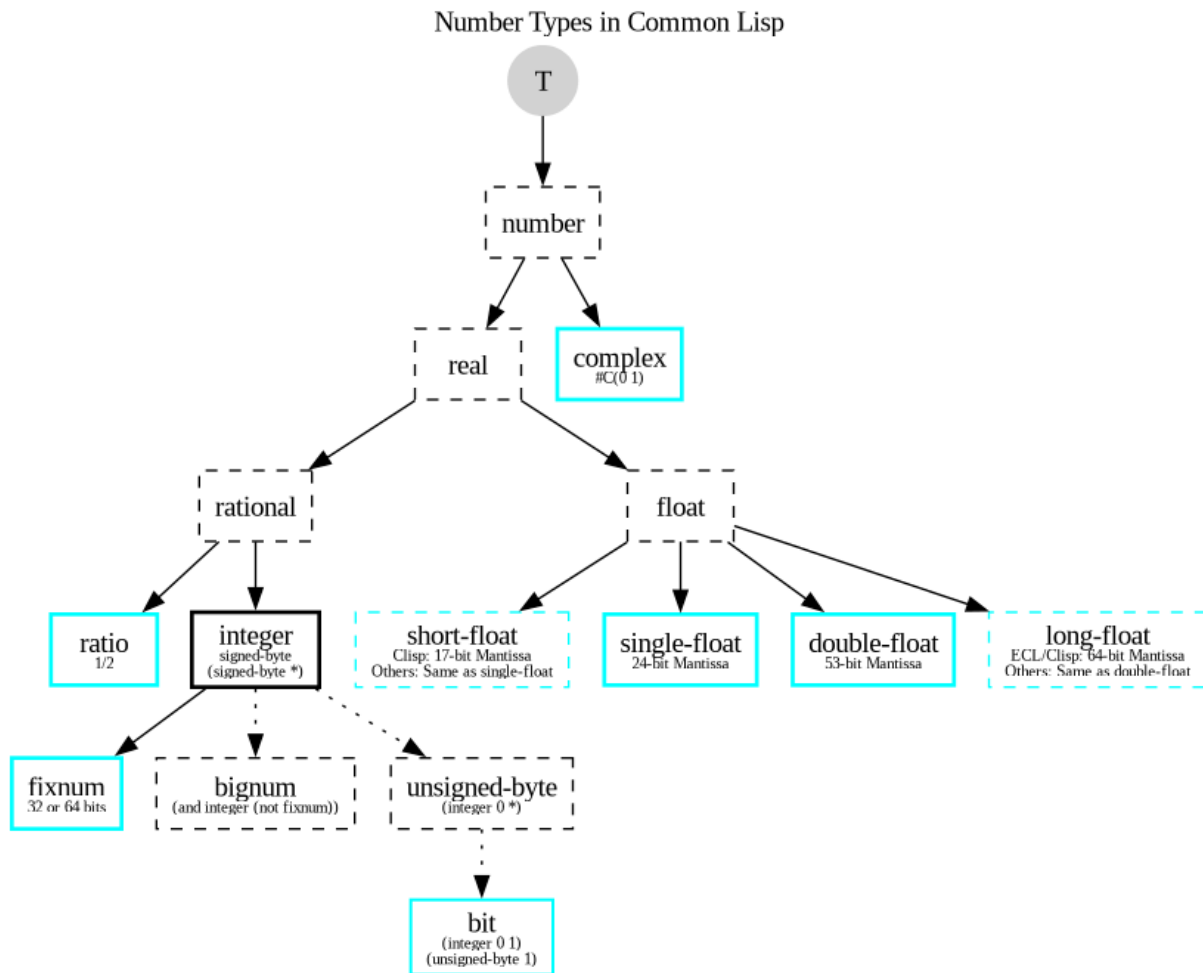 Number Types in Common Lisp
T
number
real
complex
#C(0 1)
rational
float
ratio
1/2
integer
signed-byte
(signed-byte *)
short-float
Clisp: 17-bit Mantissa
Others: Same as single-float
single-float
24-bit Mantissa
double-float
53-bit Mantissa
long-float
ECL/Clisp: 64-bit Mantissa
Others: Same as double-float
fixnum
32 or 64 bits
bignum
(and integer (not fixnum))
unsigned-byte
(integer 0 *)
bit
(integer 0 1)
(unsigned-byte 1)